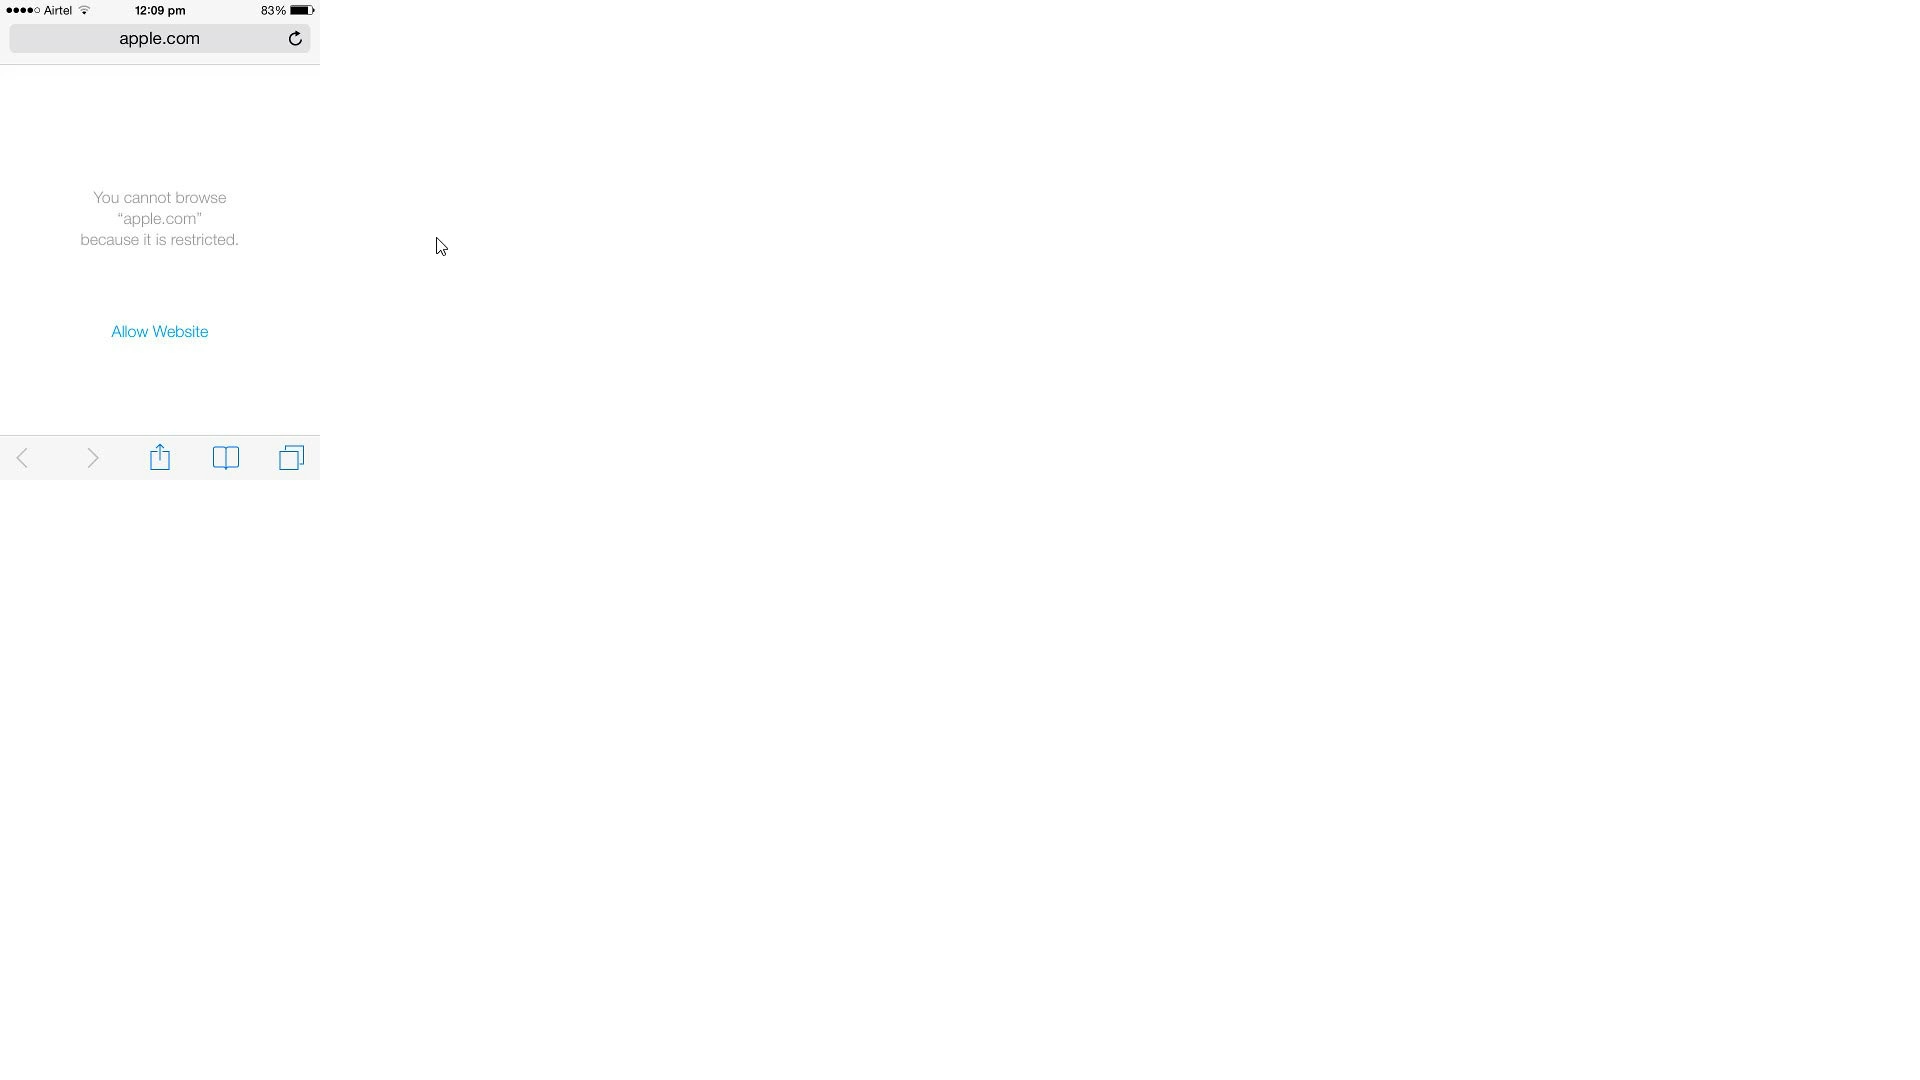 Airtel 12:09 pm 83%
apple.com
You cannot browse
“apple.com”
because it is restricted.
Allow Website